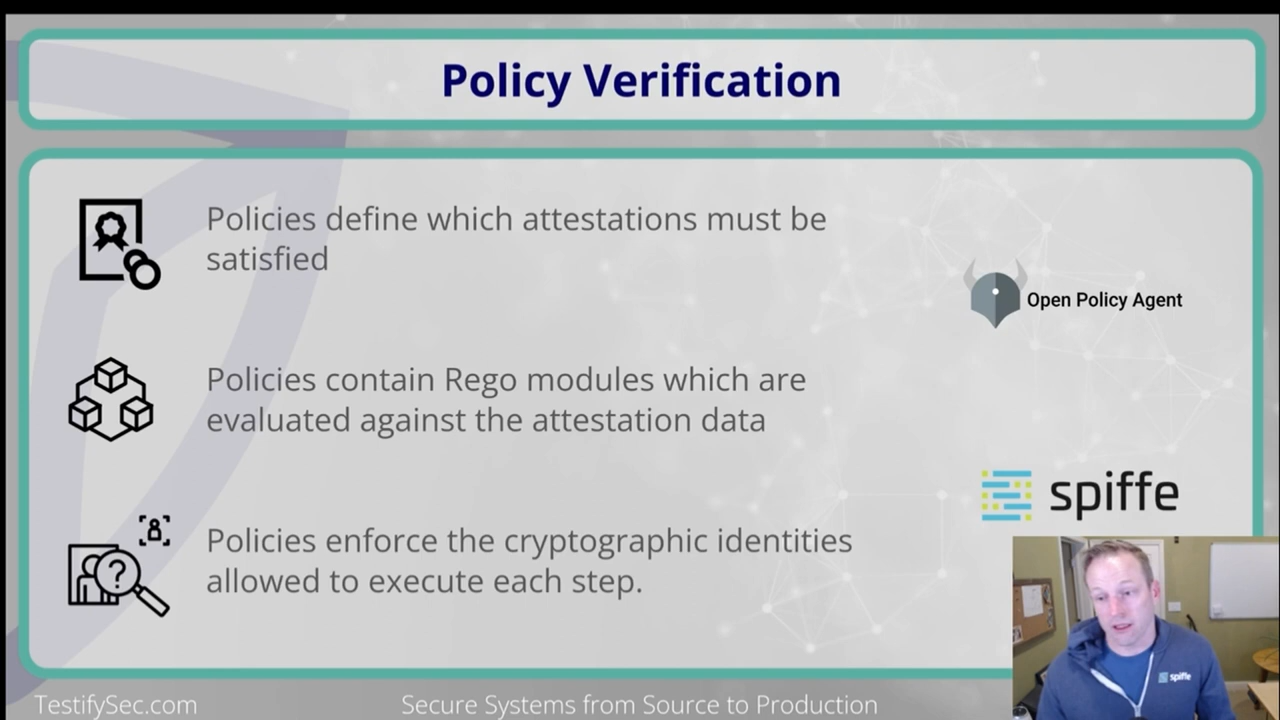 Policy Verification
Policies define which attestations must be
satisfied
Open Policy Agent
Policies contain Rego modules which are
evaluated against the attestation data
spiffe
Policies enforce the cryptographic identities
allowed to execute each step.
?
spiffe
TestifySec.com
Secure Systems from Source to Production